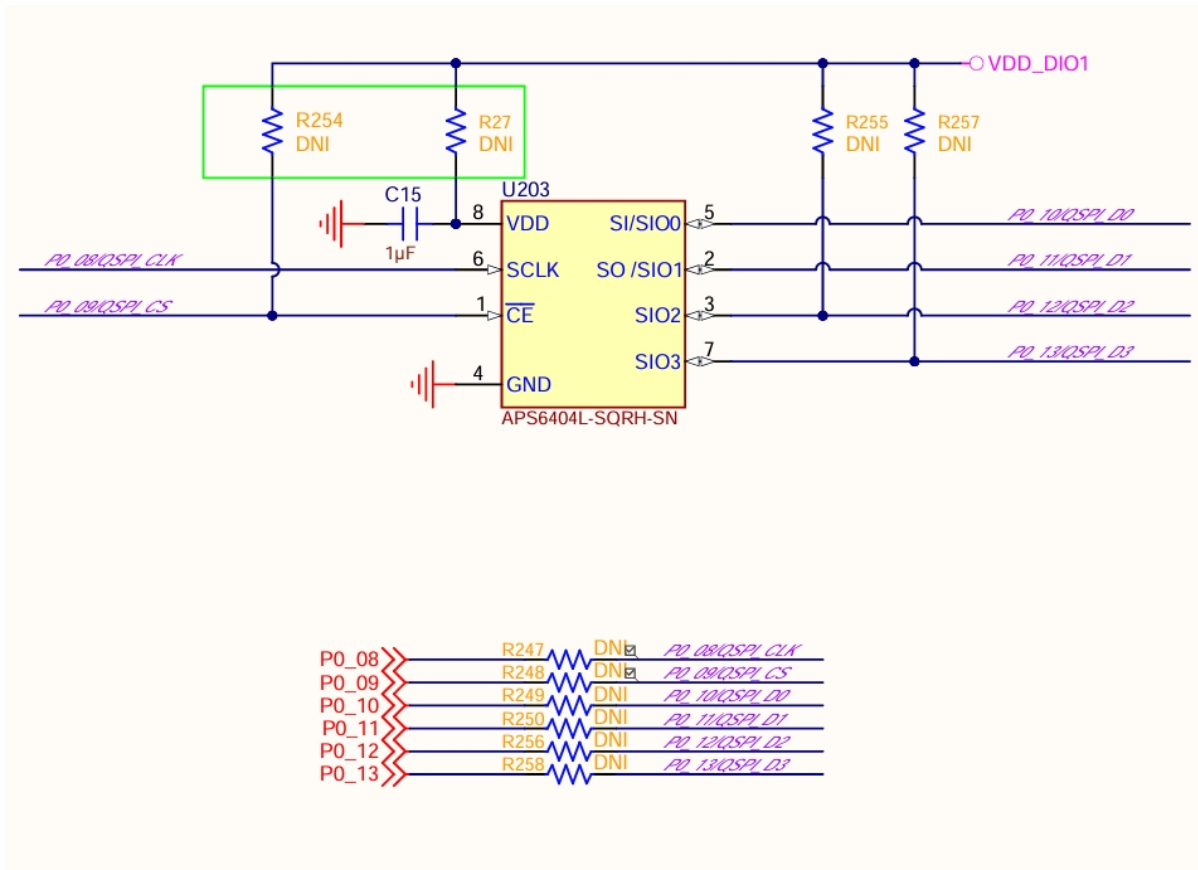 VDD_DIO1
R254
DNI
R27
DNI
R255
DNI
R257
DNI
C15
1µF
U203
8 VDD
6 SCLK
1 CE
4 GND
SI/SIO0 5
SO /SIO1 2
SIO2 3
SIO3 7
APS6404L-SQRH-SN
P0_08/QSPI_CLK
P0_09/QSPI_CS
P0_10/QSPI_D0
P0_11/QSPI_D1
P0_12/QSPI_D2
P0_13/QSPI_D3
P0_08 R247 DNI P0_08/QSPI_CLK
P0_09 R248 DNI P0_09/QSPI_CS
P0_10 R249 DNI P0_10/QSPI_D0
P0_11 R250 DNI P0_11/QSPI_D1
P0_12 R256 DNI P0_12/QSPI_D2
P0_13 R258 DNI P0_13/QSPI_D3